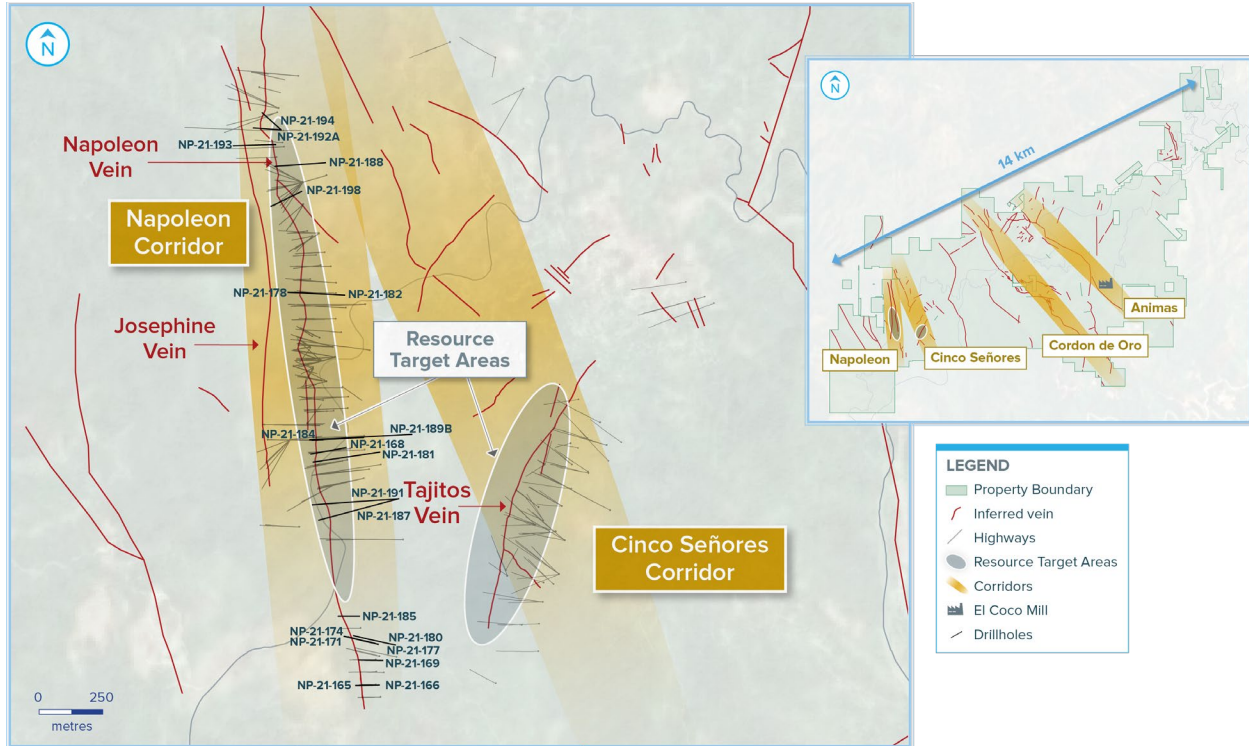 N
NP-21-194
NP-21-192A
NP-21-193
Napoleon
Vein
NP-21-188
NP-21-198
Napoleon
Corridor
NP-21-178
NP-21-182
Josephine
Vein
Resource
Target Areas
NP-21-184
NP-21-189B
NP-21-168
NP-21-181
NP-21-191
NP-21-187
Tajitos
Vein
Cinco Señores
Corridor
NP-21-185
NP-21-174
NP-21-171
NP-21-180
NP-21-177
NP-21-169
NP-21-165
NP-21-166
0 250
metres
N
14 km
Animas
Cordon de Oro
Napoleon
Cinco Señores
LEGEND
Property Boundary
Inferred vein
Highways
Resource Target Areas
Corridors
El Coco Mill
Drillholes